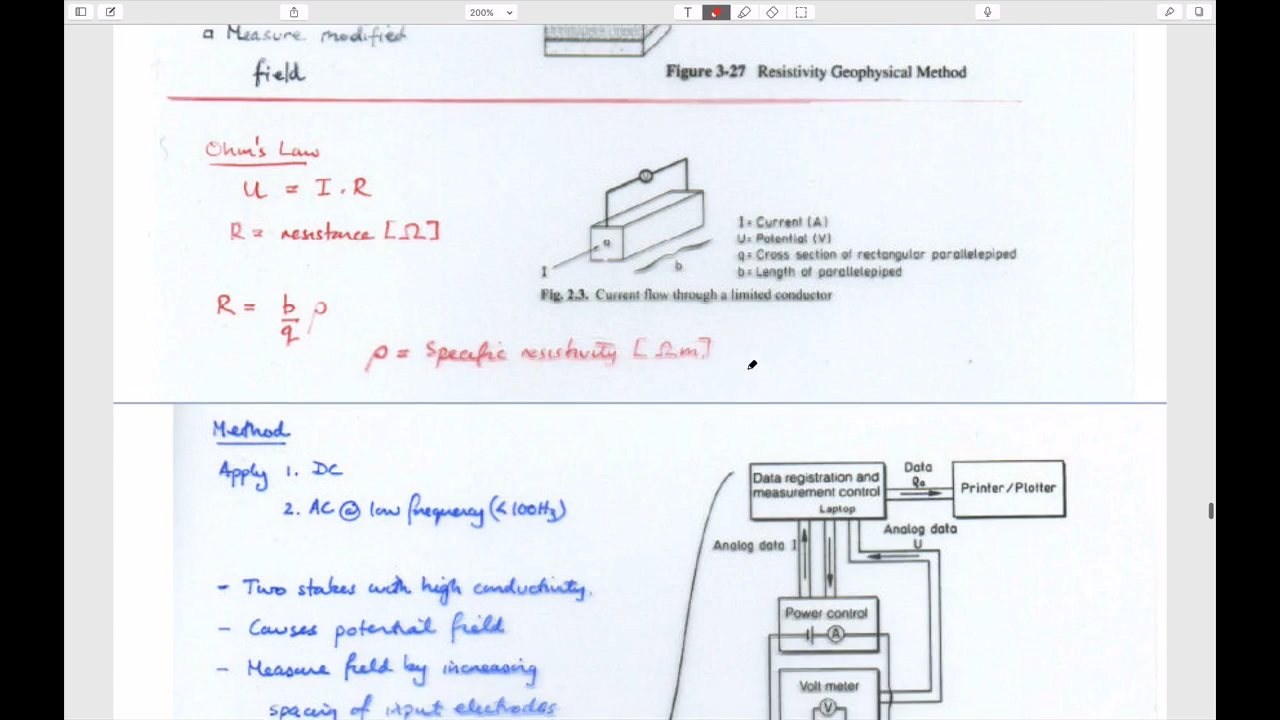 200%
T
□ Measure modified
field
Figure 3-27 Resistivity Geophysical Method
Ohm's Law
U = I . R
R = resistance [Ω]
R = b/q ρ
ρ = Specific resistivity [Ωm]
I
q
b
I = Current (A)
U = Potential (V)
q = Cross section of rectangular parallelepiped
b = Length of parallelepiped
Fig. 2.3. Current flow through a limited conductor
Method
Apply 1. DC
2. AC @ low frequency (<100Hz)
- Two stakes with high conductivity.
- Causes potential field
- Measure field by increasing
spacing of input electrodes
Data registration and
measurement control
Laptop
Data
Printer/Plotter
Analog data I
Analog data
U
Power control
A
Volt meter
V